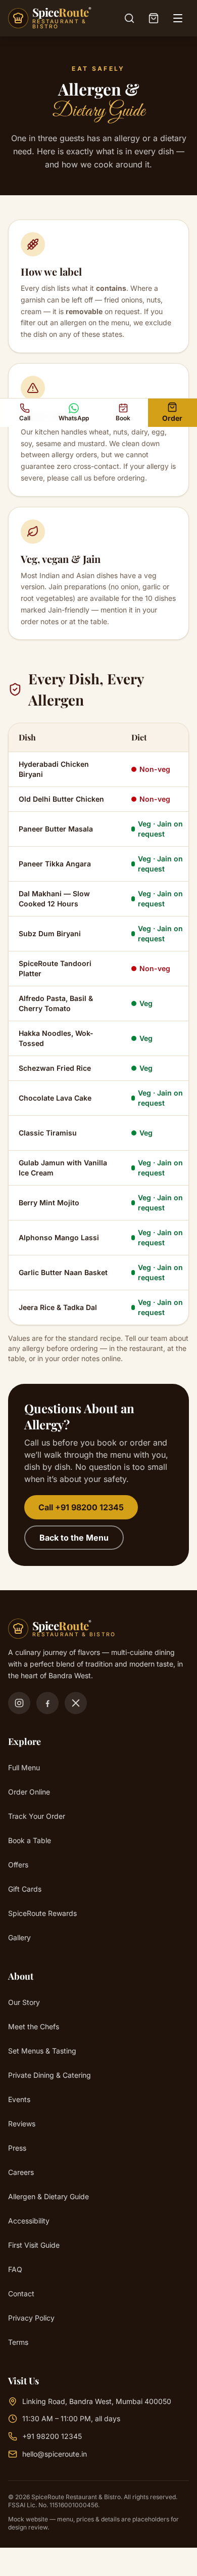 SpiceRoute
RESTAURANT &
BISTRO
EAT SAFELY
Allergen &
Dietary Guide
One in three guests has an allergy or a dietary
need. Here is exactly what is in every dish —
and how we cook around it.
How we label
Every dish lists what it contains. Where a
garnish can be left off — fried onions, nuts,
cream — it is removable on request. If you
filter out an allergen on the menu, we exclude
the dish on any of these states.
Call
WhatsApp
Book
Order
Our kitchen handles wheat, nuts, dairy, egg,
soy, sesame and mustard. We clean down
between allergy orders, but we cannot
guarantee zero cross-contact. If your allergy is
severe, please call us before ordering.
Veg, vegan & Jain
Most Indian and Asian dishes have a veg
version. Jain preparations (no onion, garlic or
root vegetables) are available for the 10 dishes
marked Jain-friendly — mention it in your
order notes or at the table.
Every Dish, Every
Allergen
Dish Diet
Hyderabadi Chicken
Biryani
Non-veg
Old Delhi Butter Chicken Non-veg
Paneer Butter Masala Veg · Jain on
request
Paneer Tikka Angara Veg · Jain on
request
Dal Makhani — Slow
Cooked 12 Hours
Veg · Jain on
request
Subz Dum Biryani Veg · Jain on
request
SpiceRoute Tandoori
Platter
Non-veg
Alfredo Pasta, Basil &
Cherry Tomato
Veg
Hakka Noodles, Wok-
Tossed
Veg
Schezwan Fried Rice Veg
Chocolate Lava Cake Veg · Jain on
request
Classic Tiramisu Veg
Gulab Jamun with Vanilla
Ice Cream
Veg · Jain on
request
Berry Mint Mojito Veg · Jain on
request
Alphonso Mango Lassi Veg · Jain on
request
Garlic Butter Naan Basket Veg · Jain on
request
Jeera Rice & Tadka Dal Veg · Jain on
request
Values are for the standard recipe. Tell our team about
any allergy before ordering — in the restaurant, at the
table, or in your order notes online.
Questions About an
Allergy?
Call us before you book or order and
we'll walk through the menu with you,
dish by dish. No question is too small
when it's about your safety.
Call +91 98200 12345
Back to the Menu
SpiceRoute
RESTAURANT & BISTRO
A culinary journey of flavors — multi-cuisine dining
with a perfect blend of tradition and modern taste, in
the heart of Bandra West.
Explore
Full Menu
Order Online
Track Your Order
Book a Table
Offers
Gift Cards
SpiceRoute Rewards
Gallery
About
Our Story
Meet the Chefs
Set Menus & Tasting
Private Dining & Catering
Events
Reviews
Press
Careers
Allergen & Dietary Guide
Accessibility
First Visit Guide
FAQ
Contact
Privacy Policy
Terms
Visit Us
Linking Road, Bandra West, Mumbai 400050
11:30 AM – 11:00 PM, all days
+91 98200 12345
hello@spiceroute.in
© 2026 SpiceRoute Restaurant & Bistro. All rights reserved.
FSSAI Lic. No. 11516001000456.
Mock website — menu, prices & details are placeholders for
design review.